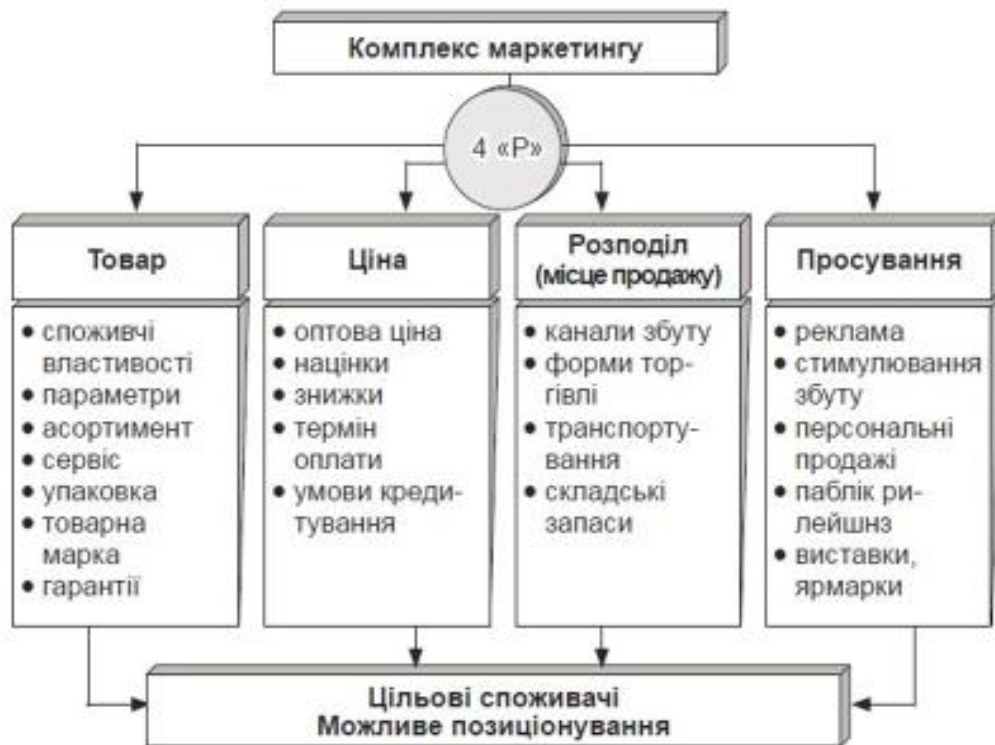 Комплекс маркетингу
4 «Р»
Товар
• споживчі
властивості
• параметри
• асортимент
• сервіс
• упаковка
• товарна
марка
• гарантії
Ціна
• оптова ціна
• націнки
• знижки
• термін
оплати
• умови креди-
тування
Розподіл
(місце продажу)
• канали збуту
• форми тор-
гівлі
• транспорту-
вання
• складські
запаси
Просування
• реклама
• стимулювання
збуту
• персональні
продажі
• паблік ри-
лейшнз
• виставки,
ярмарки
Цільові споживачі
Можливе позиціонування